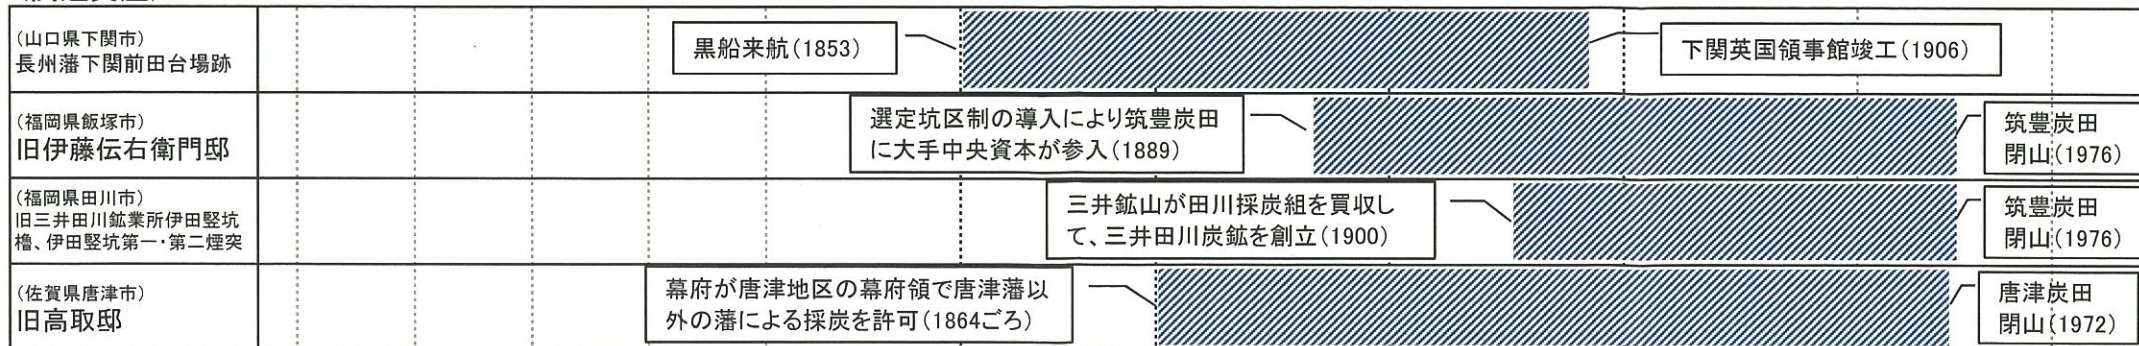 (山口県下関市)
長州藩下関前田台場跡
黒船来航(1853)
下関英国領事館竣工(1906)
(福岡県飯塚市)
旧伊藤伝右衛門邸
選定坑区制の導入により筑豊炭田
に大手中央資本が参入(1889)
筑豊炭田
閉山(1976)
(福岡県田川市)
旧三井田川鉱業所伊田竪坑
櫓、伊田竪坑第一・第二煙突
三井鉱山が田川採炭組を買収し
て、三井田川炭鉱を創立(1900)
筑豊炭田
閉山(1976)
(佐賀県唐津市)
旧高取邸
幕府が唐津地区の幕府領で唐津藩以
外の藩による採炭を許可(1864ごろ)
唐津炭田
閉山(1972)